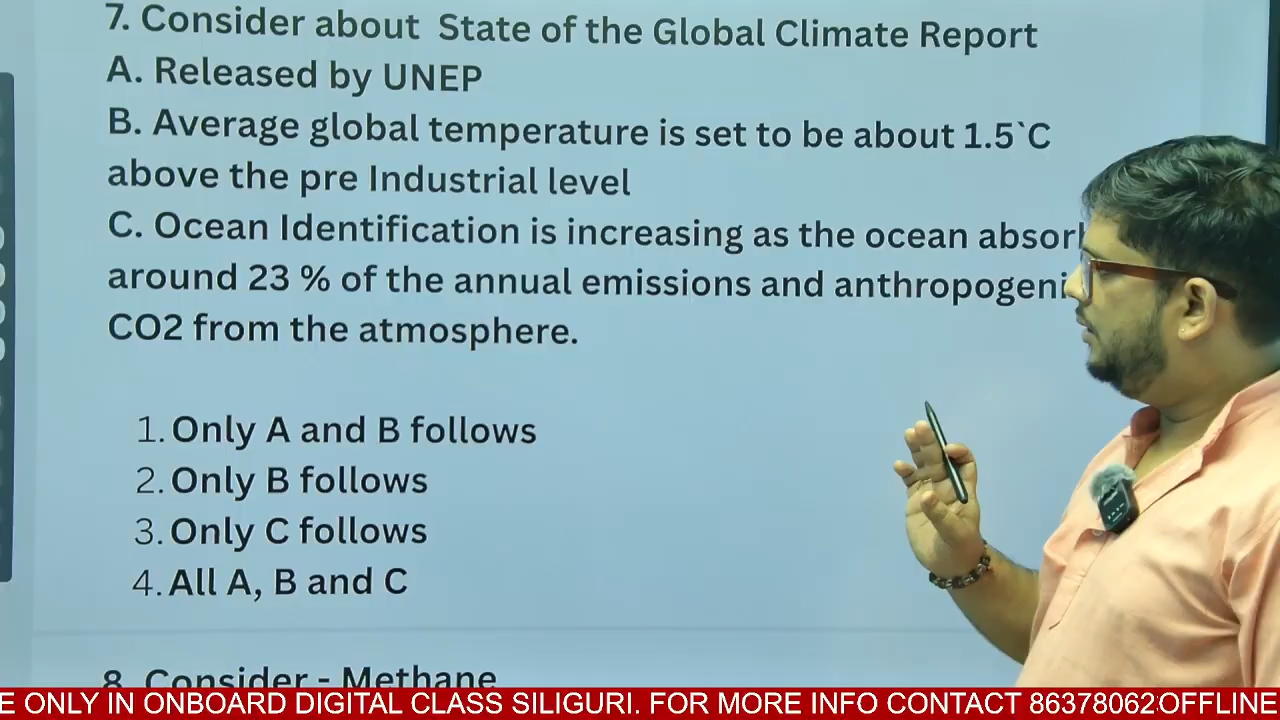 7. Consider about State of the Global Climate Report
A. Released by UNEP
B. Average global temperature is set to be about 1.5`C
above the pre Industrial level
C. Ocean Identification is increasing as the ocean
around 23 % of the annual emissions and
CO2 from the atmosphere.
1. Only A and B follows
2. Only B follows
3. Only C follows
4. All A, B and C
8. Consider - Methane
E ONLY IN ONBOARD DIGITAL CLASS SILIGURI. FOR MORE INFO CONTACT 86378062 OFFLINE